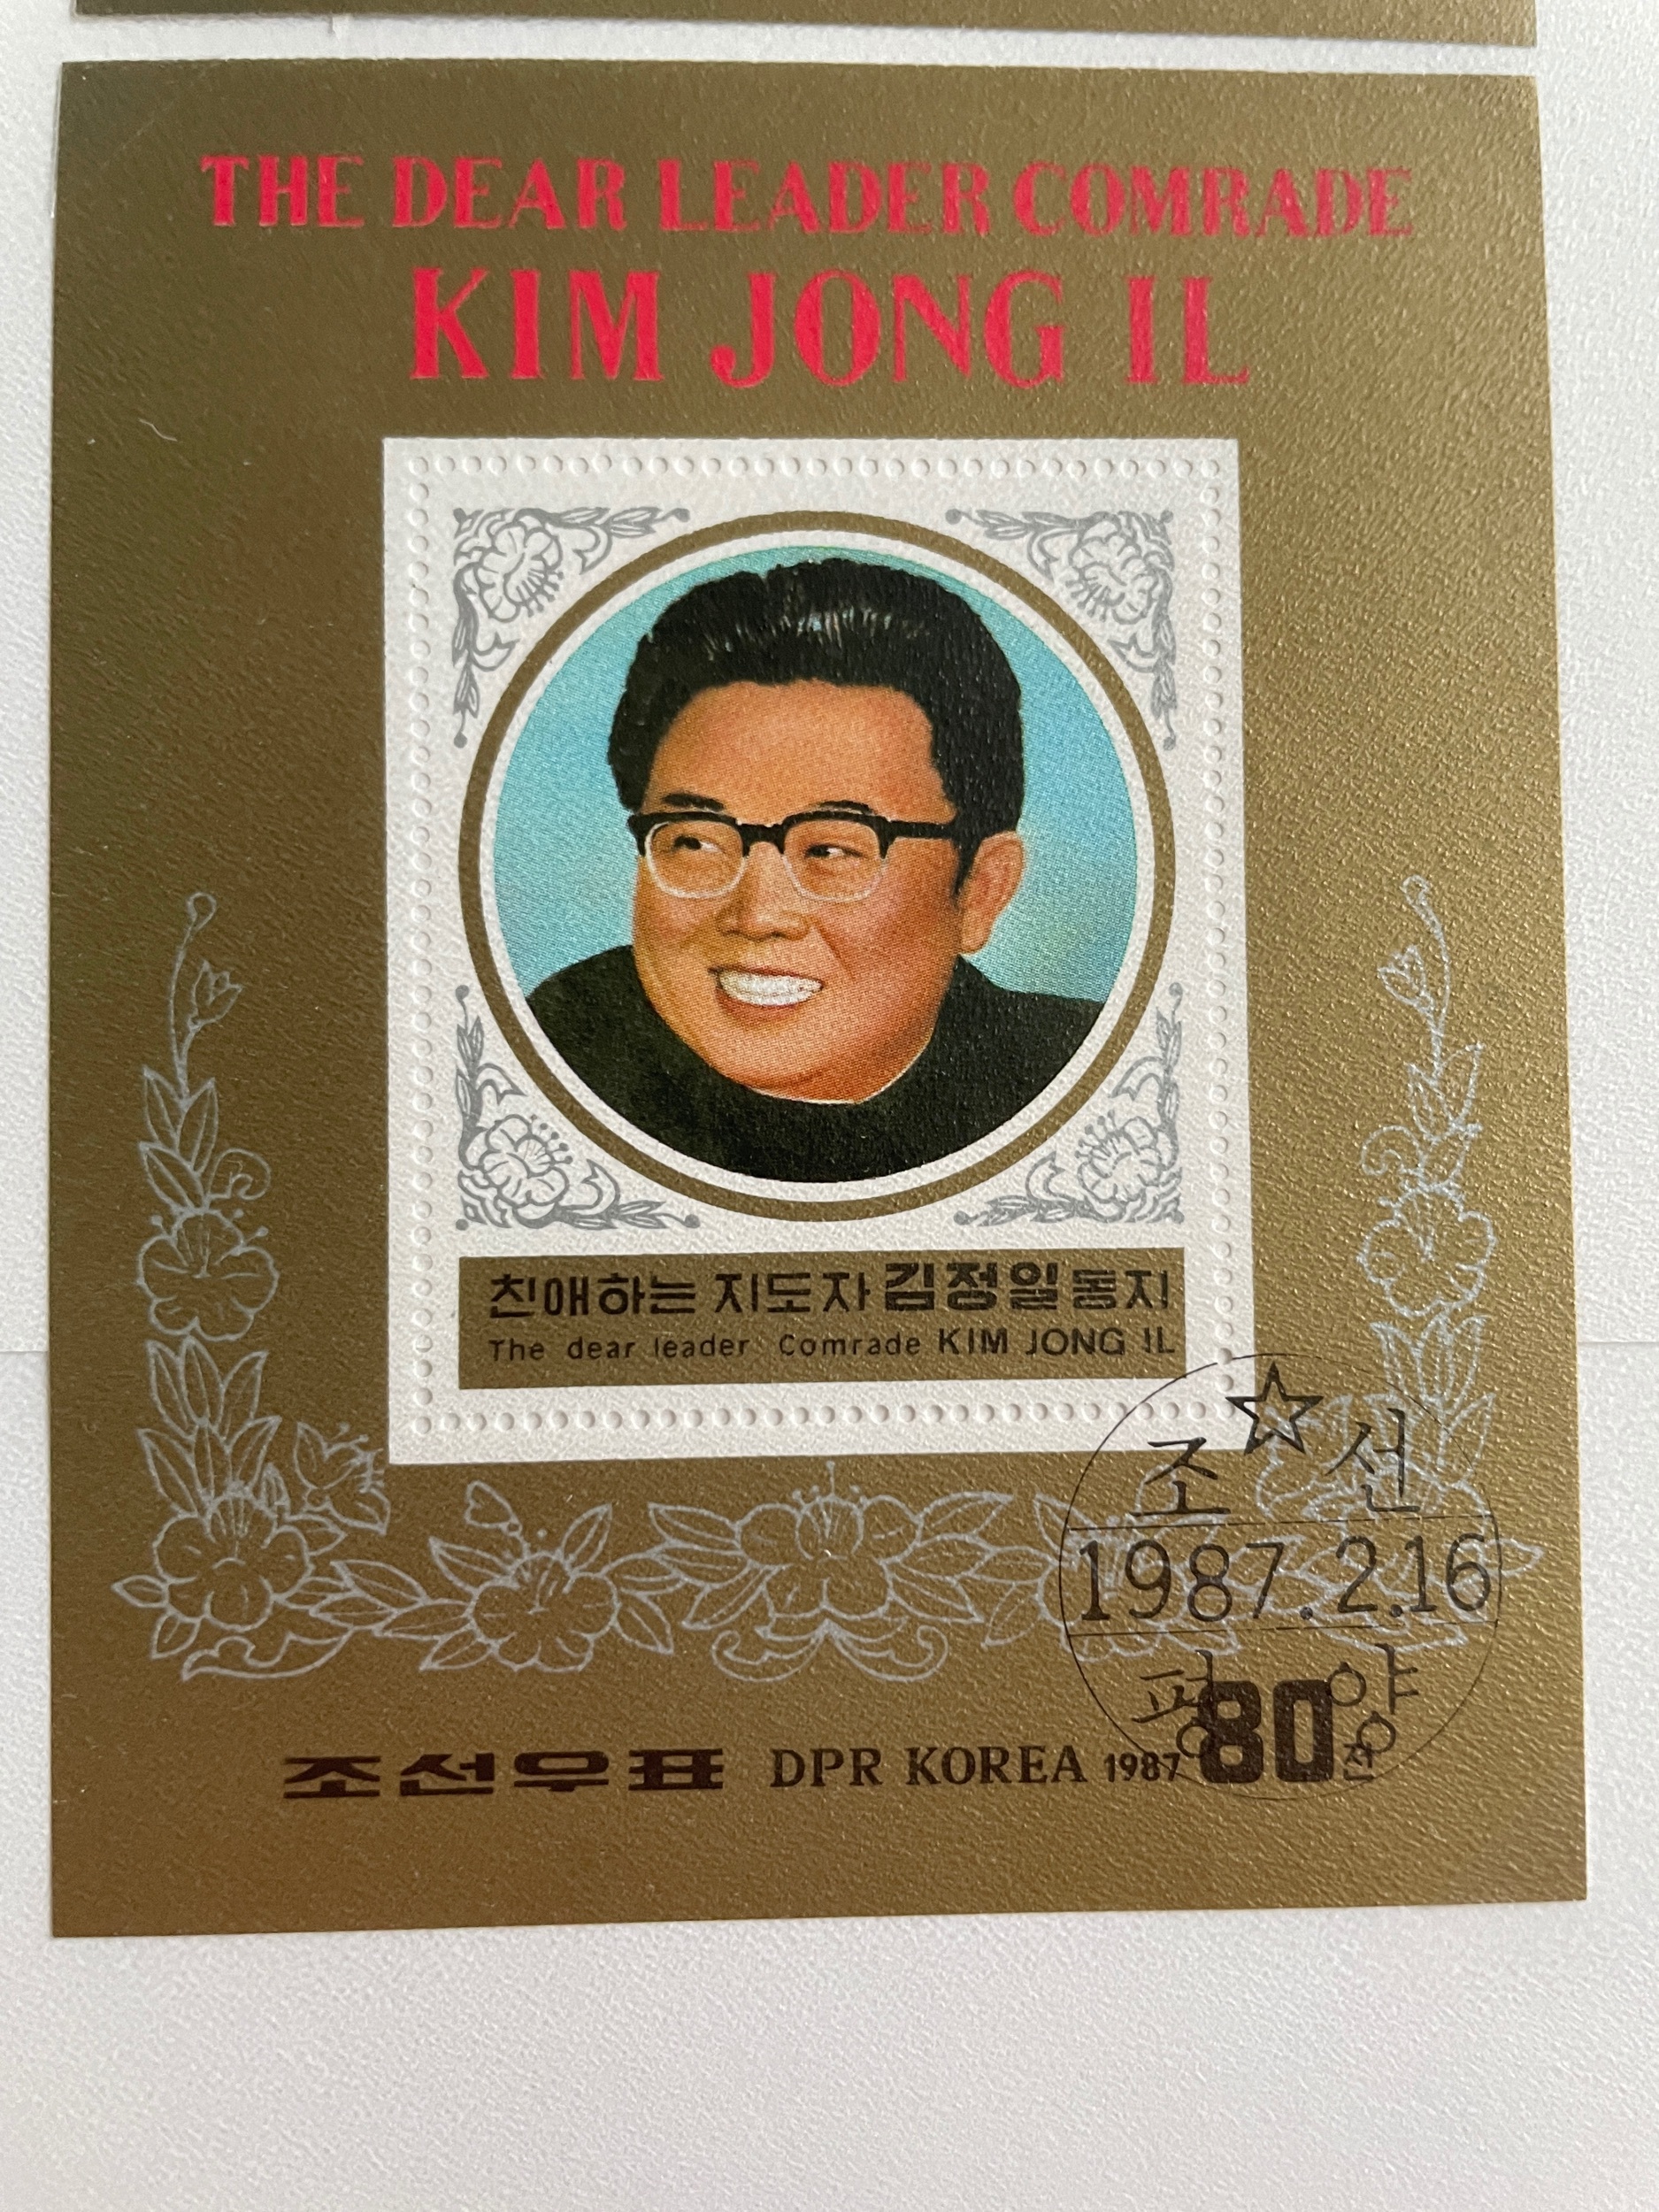 THE DEAR LEADER COMRADE
KIM JONG IL
친애하는 지도자 김정일동지
The dear leader Comrade KIM JONG IL
조 선
1987.2.16
평 양
조선우표 DPR KOREA 1987 80전